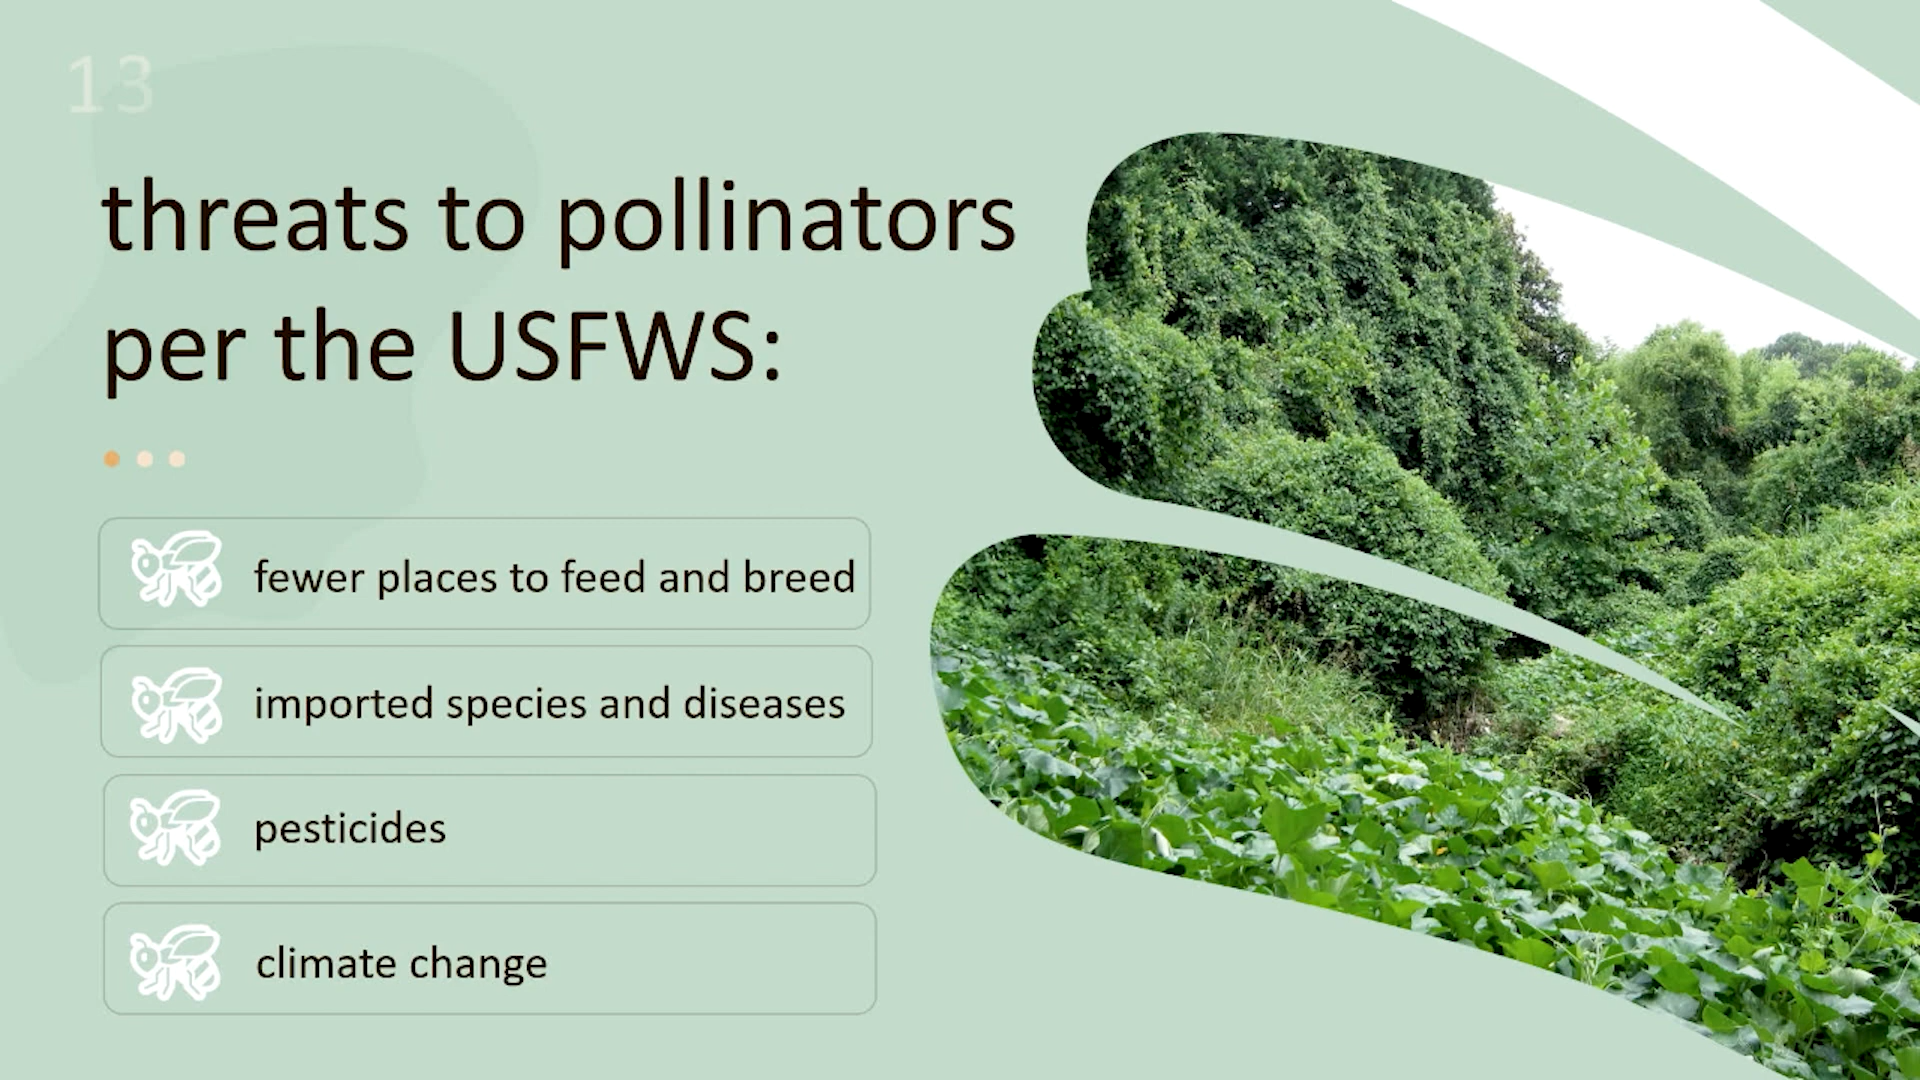 13
threats to pollinators
per the USFWS:
fewer places to feed and breed
imported species and diseases
pesticides
climate change